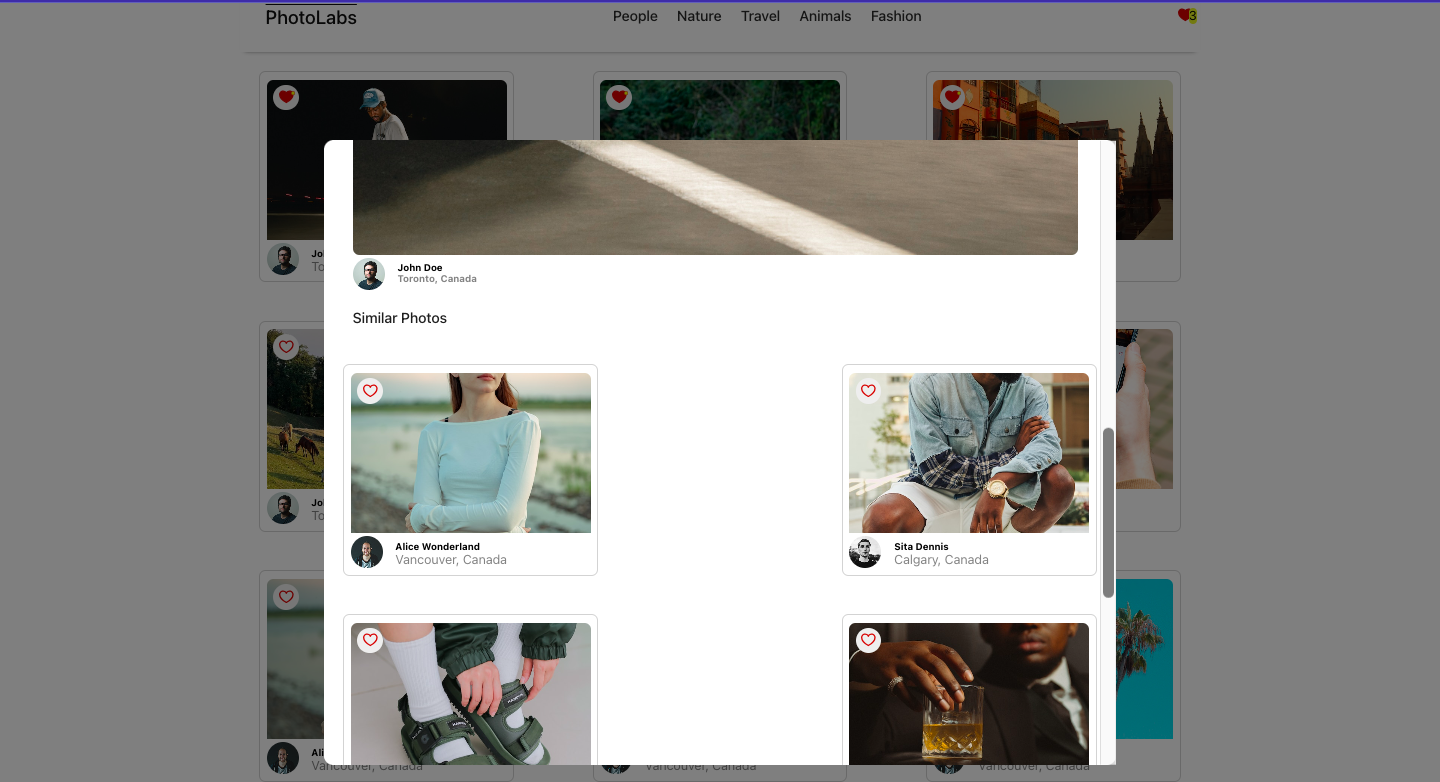 PhotoLabs
People Nature Travel Animals Fashion
3
Jo
To
John Doe
Toronto, Canada
Similar Photos
Jo
To
Alice Wonderland
Vancouver, Canada
Sita Dennis
Calgary, Canada
Ali
Vancouver, Canada
Vancouver, Canada
Vancouver, Canada